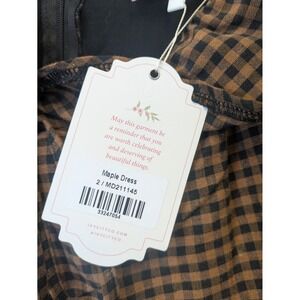 May this garment be
a reminder that you
are worth celebrating
and deserving of
beautiful things.
Maple Dress
2 / MD211145
33247054